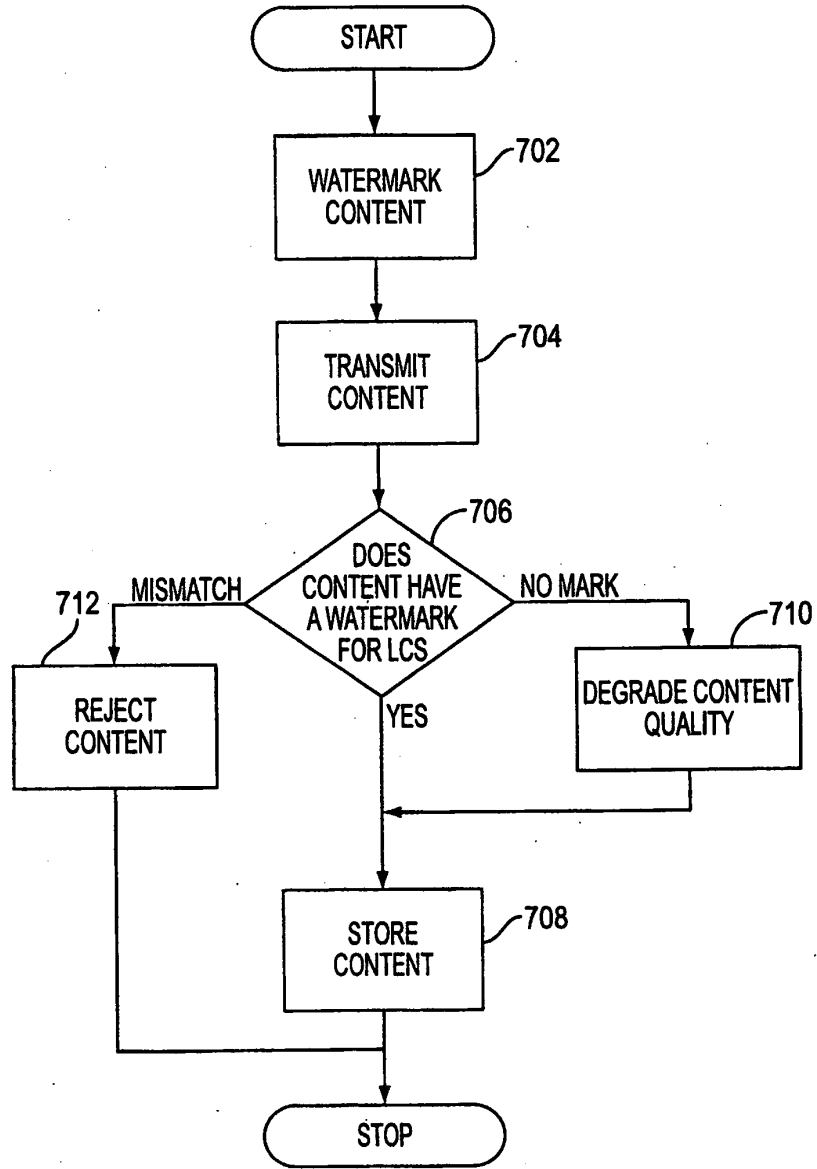 START
WATERMARK
CONTENT
702
TRANSMIT
CONTENT
704
DOES
CONTENT HAVE
A WATERMARK
FOR LCS
706
MISMATCH
NO MARK
YES
712
REJECT
CONTENT
710
DEGRADE CONTENT
QUALITY
STORE
CONTENT
708
STOP